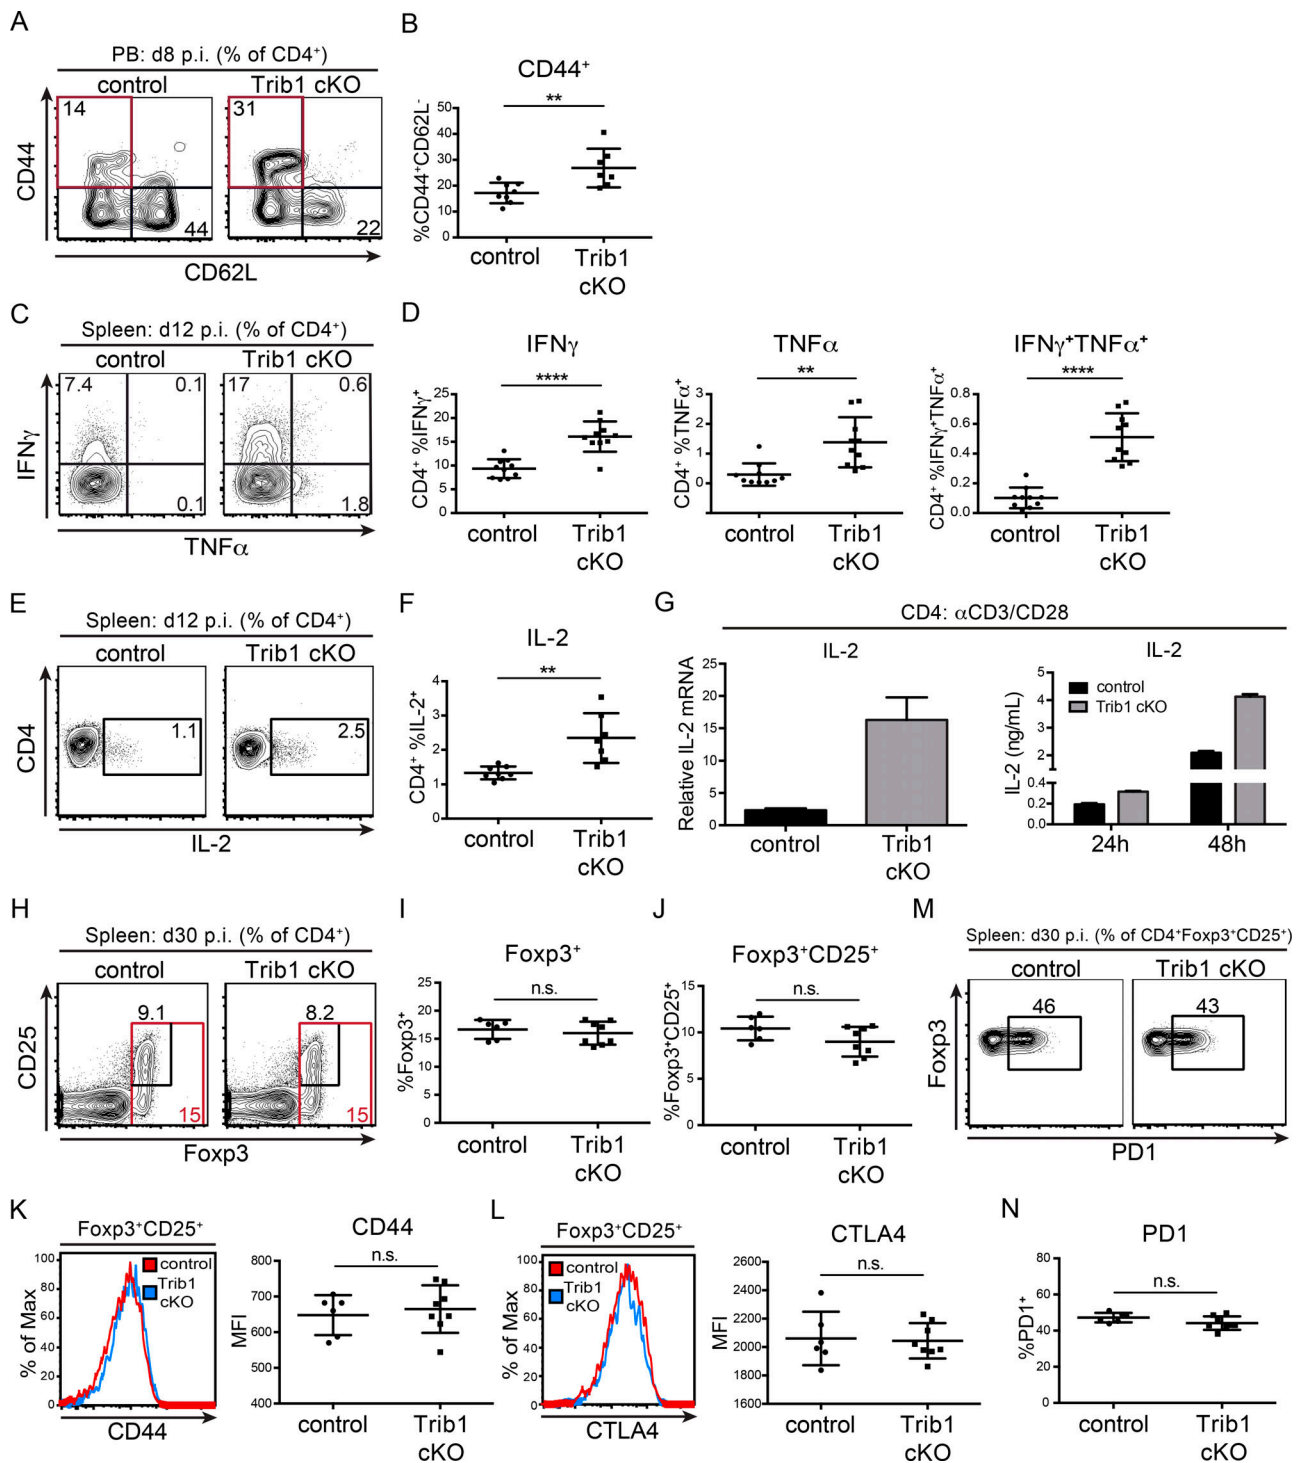 A
PB: d8 p.i. (% of CD4⁺)
control
Trib1 cKO
14
44
31
22
CD44
CD62L
B
CD44⁺
**
%CD44⁺CD62L⁻
50
40
30
20
10
0
control
Trib1
cKO
C
Spleen: d12 p.i. (% of CD4⁺)
control
Trib1 cKO
7.4
0.1
0.1
17
0.6
1.8
IFNγ
TNFα
D
IFNγ
****
CD4⁺ %IFNγ⁺
25
20
15
10
5
0
control
Trib1
cKO
TNFα
**
CD4⁺ %TNFα⁺
3
2
1
0
control
Trib1
cKO
IFNγ⁺TNFα⁺
****
CD4⁺ %IFNγ⁺TNFα⁺
0.8
0.6
0.4
0.2
0.0
control
Trib1
cKO
E
Spleen: d12 p.i. (% of CD4⁺)
control
Trib1 cKO
1.1
2.5
CD4
IL-2
F
IL-2
**
CD4⁺ %IL-2⁺
4
3
2
1
0
control
Trib1
cKO
G
CD4: αCD3/CD28
IL-2
Relative IL-2 mRNA
25
20
15
10
5
0
control
Trib1
cKO
IL-2
control
Trib1 cKO
IL-2 (ng/mL)
5
4
3
2
0.4
0.2
0.0
24h
48h
H
Spleen: d30 p.i. (% of CD4⁺)
control
Trib1 cKO
9.1
15
8.2
15
CD25
Foxp3
I
Foxp3⁺
n.s.
%Foxp3⁺
25
20
15
10
5
0
control
Trib1
cKO
J
Foxp3⁺CD25⁺
n.s.
%Foxp3⁺CD25⁺
15
10
5
0
control
Trib1
cKO
M
Spleen: d30 p.i. (% of CD4⁺Foxp3⁺CD25⁺)
control
Trib1 cKO
46
43
Foxp3
PD1
K
Foxp3⁺CD25⁺
control
Trib1
cKO
% of Max
100
80
60
40
20
0
CD44
CD44
n.s.
MFI
800
700
600
500
400
control
Trib1
cKO
L
Foxp3⁺CD25⁺
control
Trib1
cKO
% of Max
100
80
60
40
20
0
CTLA4
CTLA4
n.s.
MFI
2600
2400
2200
2000
1800
1600
control
Trib1
cKO
N
PD1
n.s.
%PD1⁺
80
60
40
20
0
control
Trib1
cKO